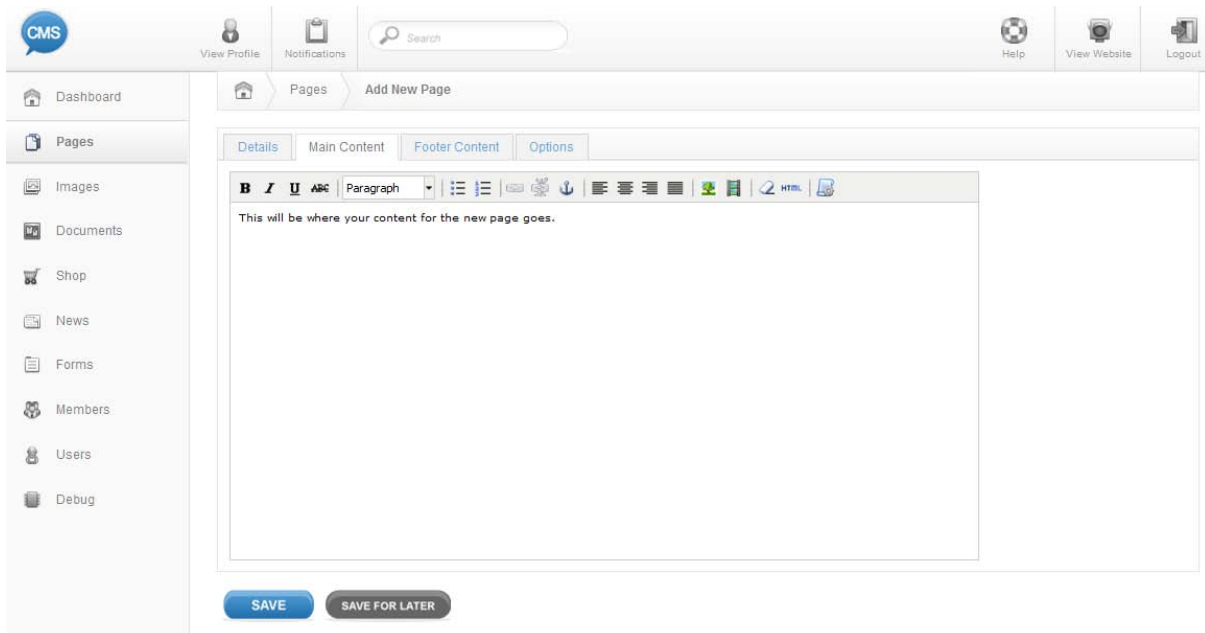 CMS
View Profile
Notifications
Search
Help
View Website
Logout
Dashboard
Pages
Images
Documents
Shop
News
Forms
Members
Users
Debug
Pages
Add New Page
Details
Main Content
Footer Content
Options
B I U ABC Paragraph HTML
This will be where your content for the new page goes.
SAVE
SAVE FOR LATER